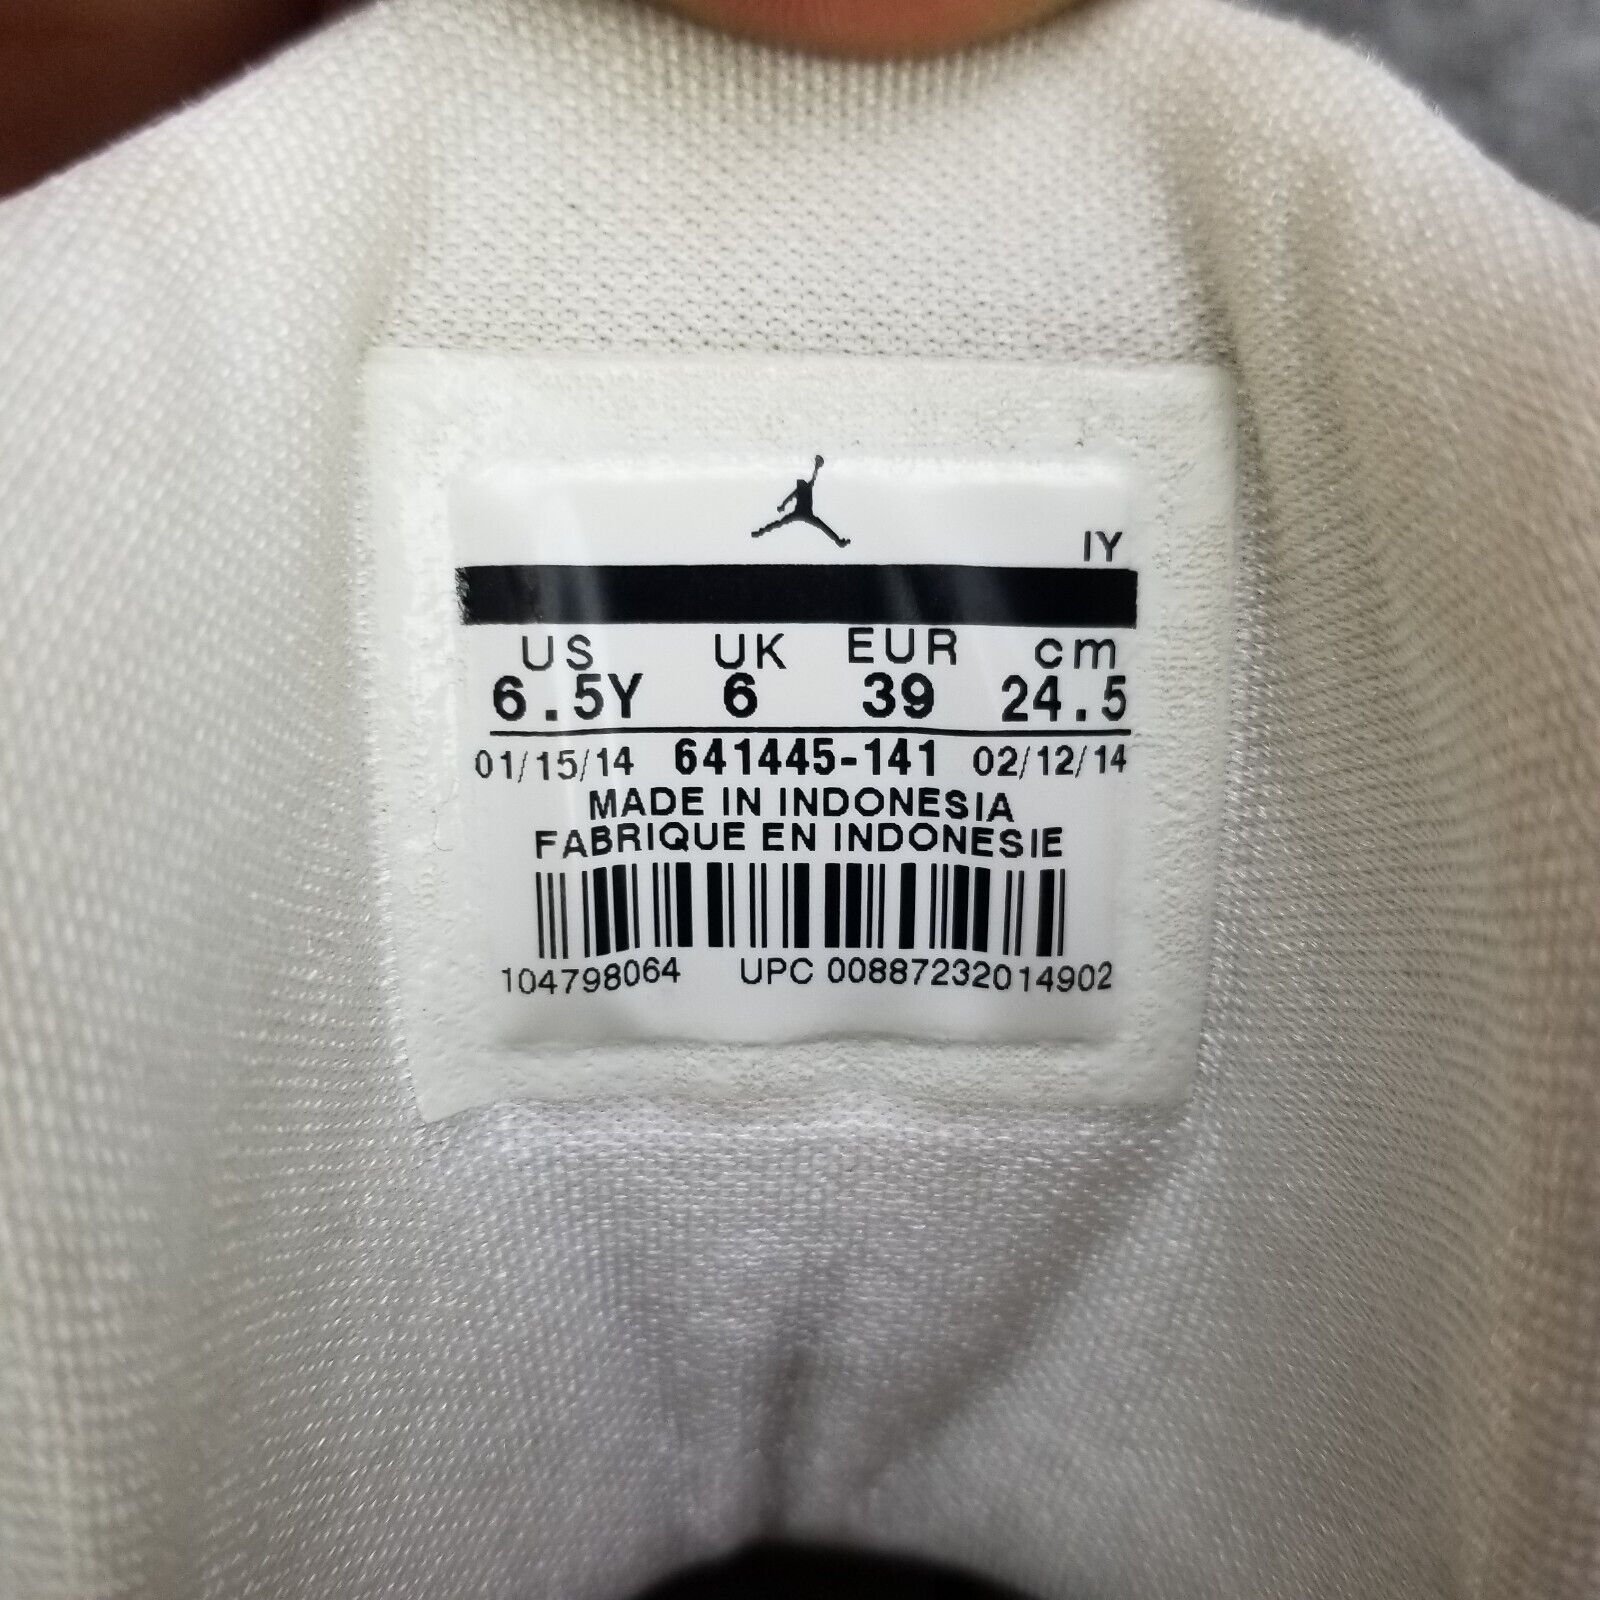 IY
US UK EUR cm
6.5Y 6 39 24.5
01/15/14 641445-141 02/12/14
MADE IN INDONESIA
FABRIQUE EN INDONESIE
104798064 UPC 00887232014902